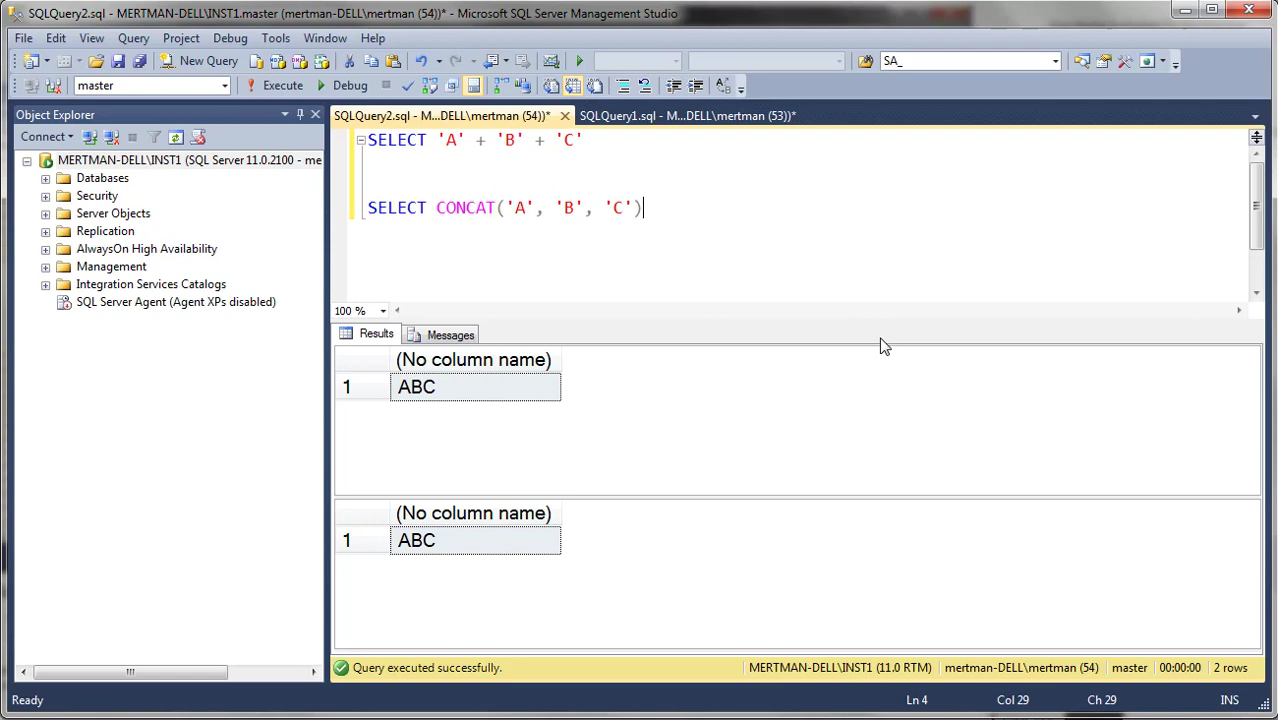 SQLQuery2.sql - MERTMAN-DELL\INST1.master (mertman-DELL\mertman (54))* - Microsoft SQL Server Management Studio
File Edit View Query Project Debug Tools Window Help
New Query SA_
master Execute Debug
Object Explorer
Connect
MERTMAN-DELL\INST1 (SQL Server 11.0.2100 - me
Databases
Security
Server Objects
Replication
AlwaysOn High Availability
Management
Integration Services Catalogs
SQL Server Agent (Agent XPs disabled)
SQLQuery2.sql - M...DELL\mertman (54))* SQLQuery1.sql - M...DELL\mertman (53))*
SELECT 'A' + 'B' + 'C'
SELECT CONCAT('A', 'B', 'C')
100 %
Results Messages
(No column name)
1 ABC
(No column name)
1 ABC
Query executed successfully. MERTMAN-DELL\INST1 (11.0 RTM) mertman-DELL\mertman (54) master 00:00:00 2 rows
Ready Ln 4 Col 29 Ch 29 INS